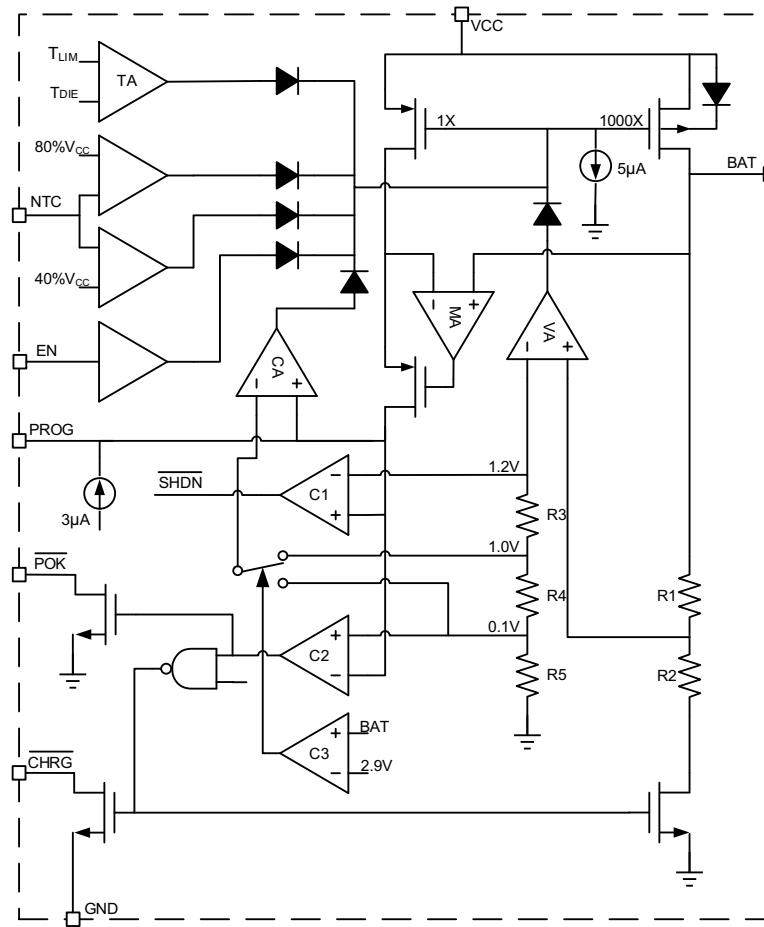 VCC
TLIM
TDIE
TA
80%VCC
NTC
40%VCC
EN
1X
1000X
5µA
BAT
− +
MA
VA
− +
CA
− +
PROG
3µA
SHDN
C1
−
+
1.2V
R3
1.0V
R4
0.1V
R5
R1
R2
POK
C2
+
−
C3
+
−
BAT
2.9V
CHRG
GND